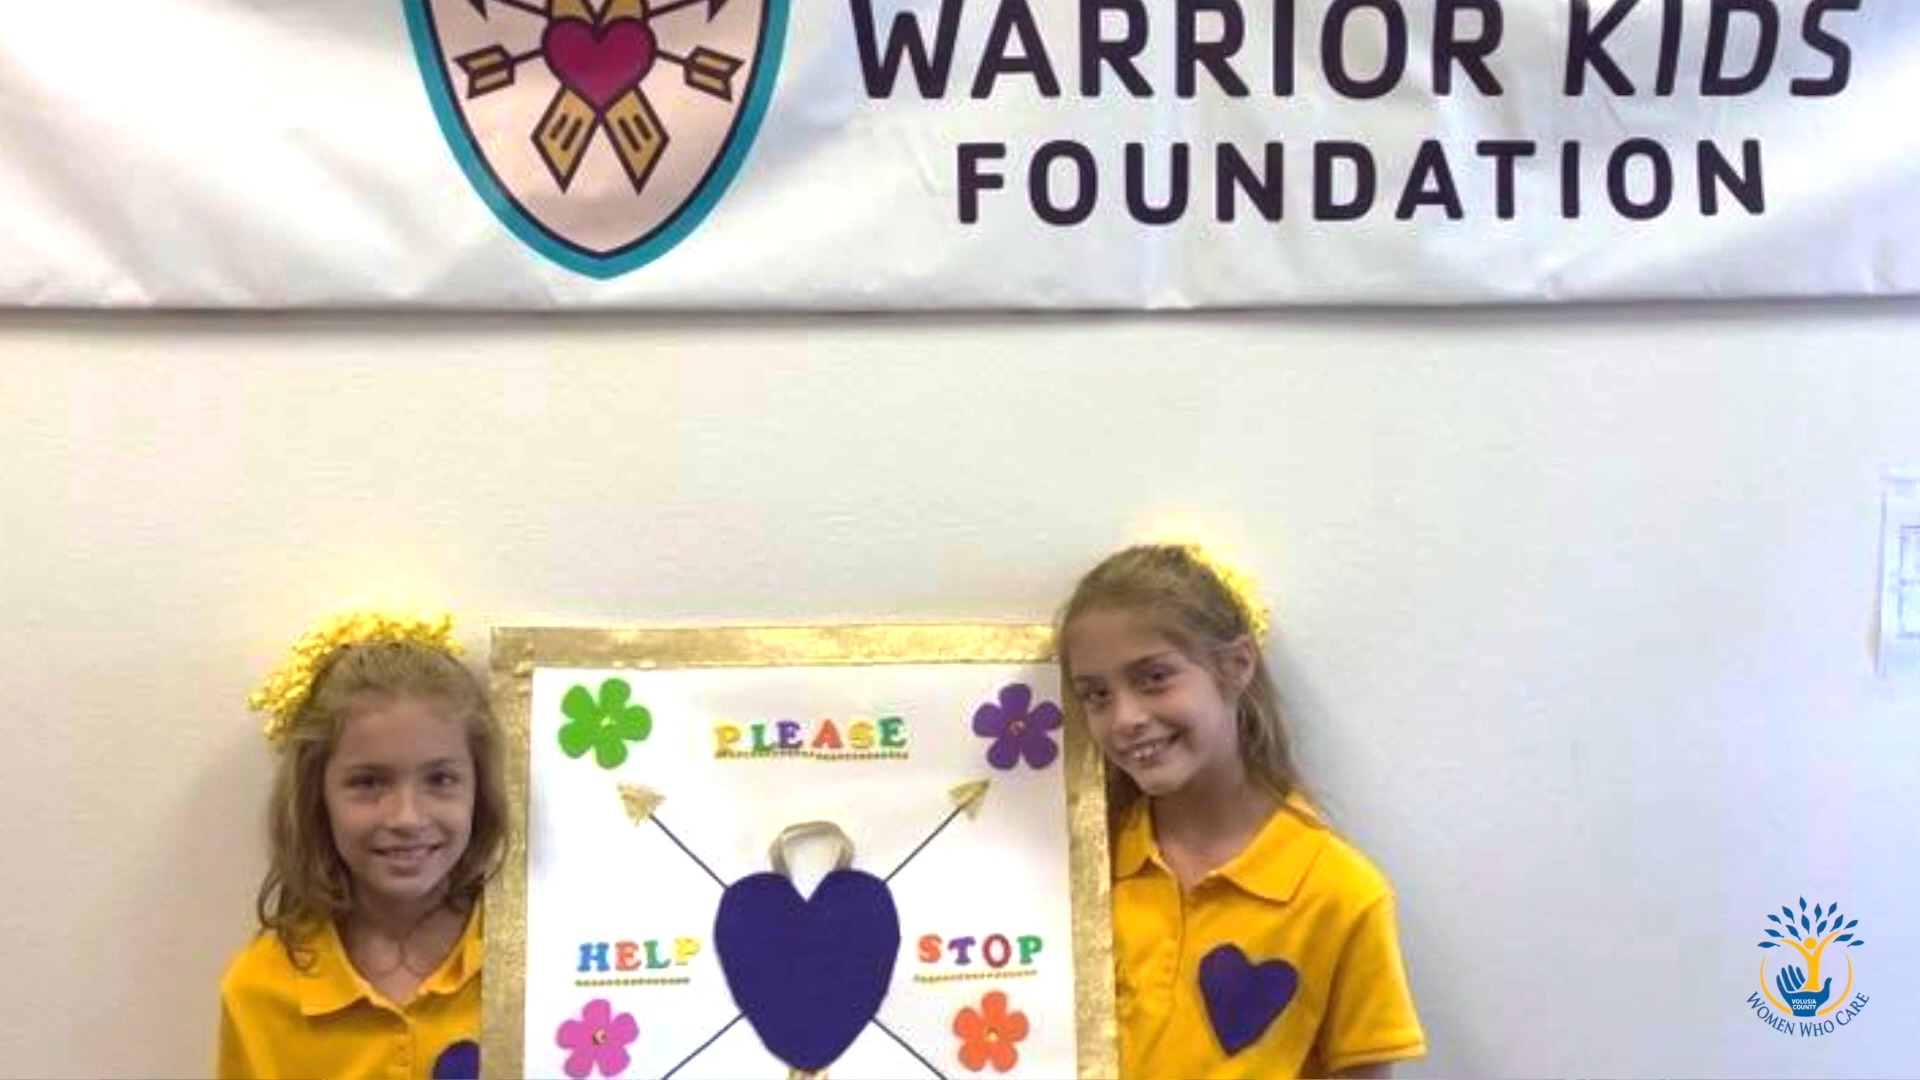 WARRIOR KIDS
FOUNDATION
PLEASE
HELP
STOP
VOLUSIA
COUNTY
WOMEN WHO CARE